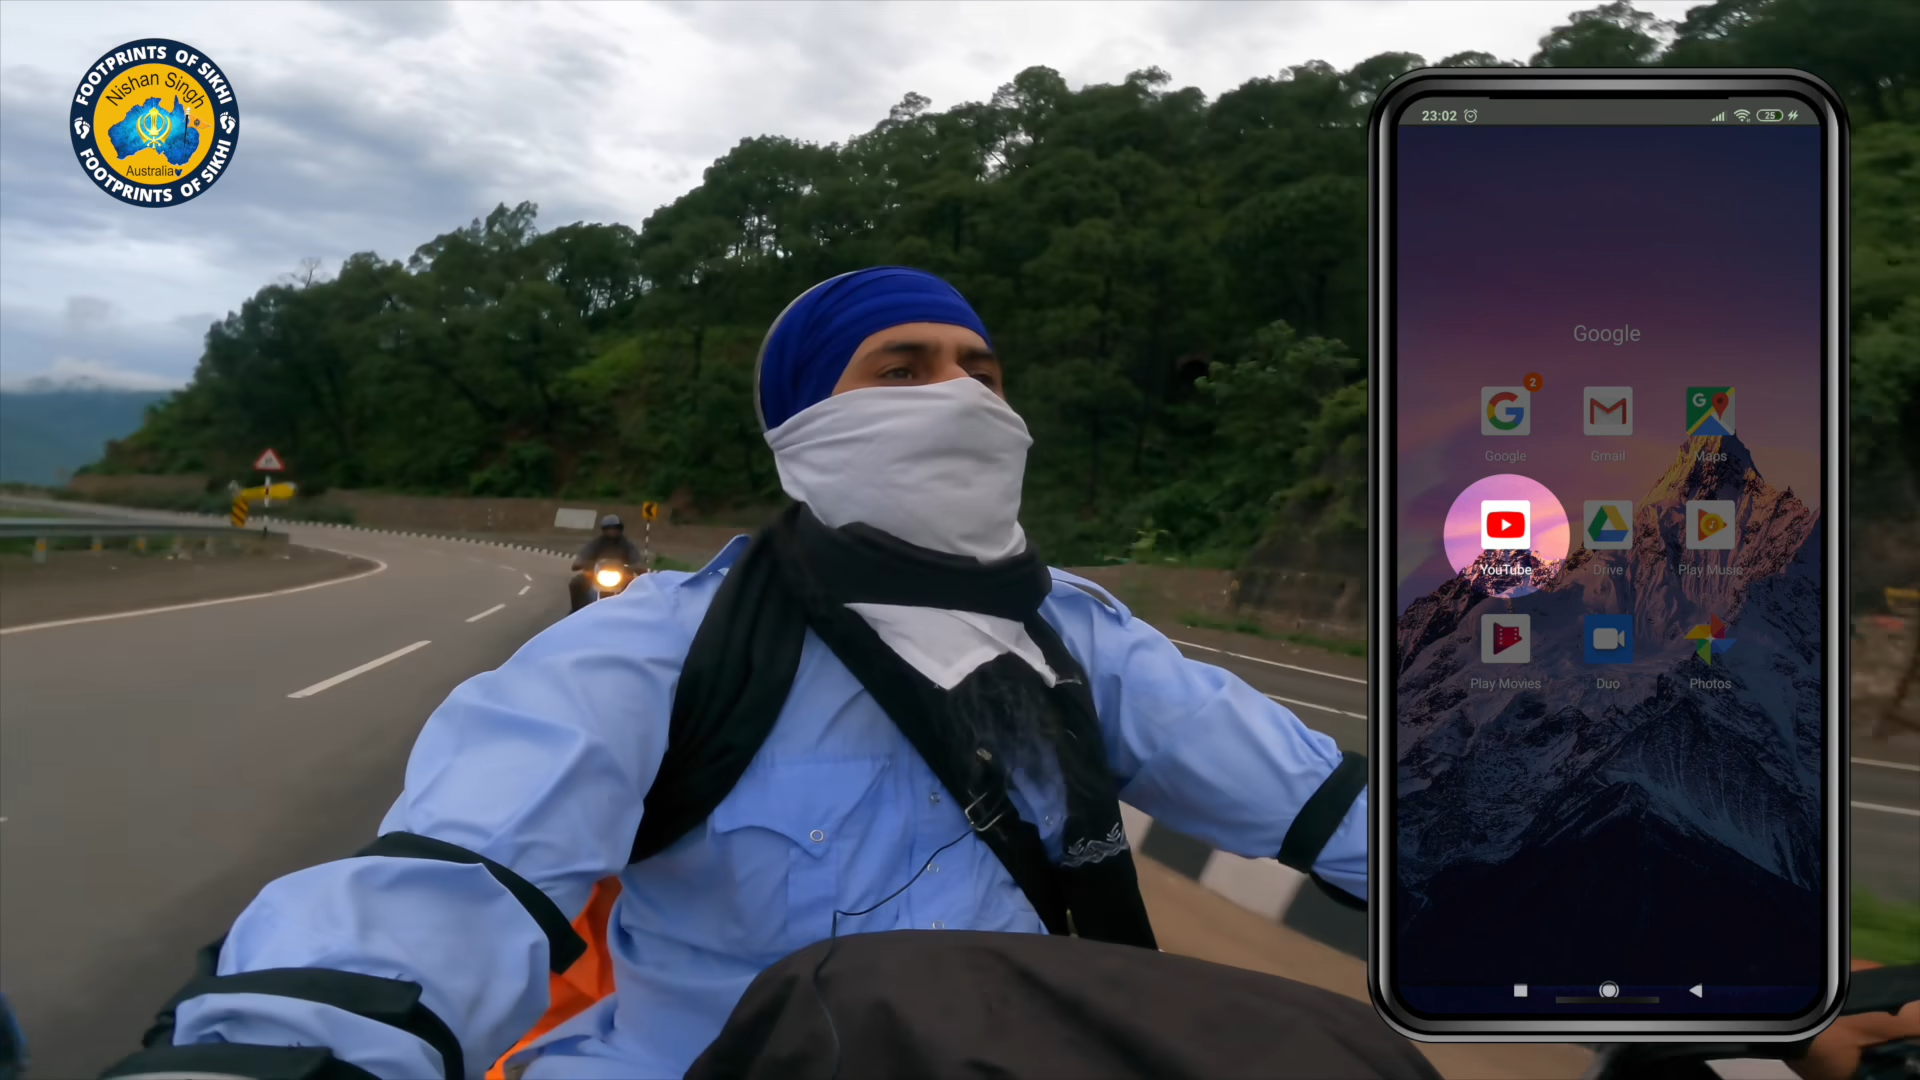 FOOTPRINTS OF SIKHI
Nishan Singh
Australia
FOOTPRINTS OF SIKHI
23:02
25
Google
2
G
Google
Gmail
Maps
YouTube
Drive
Play Music
Play Movies
Duo
Photos